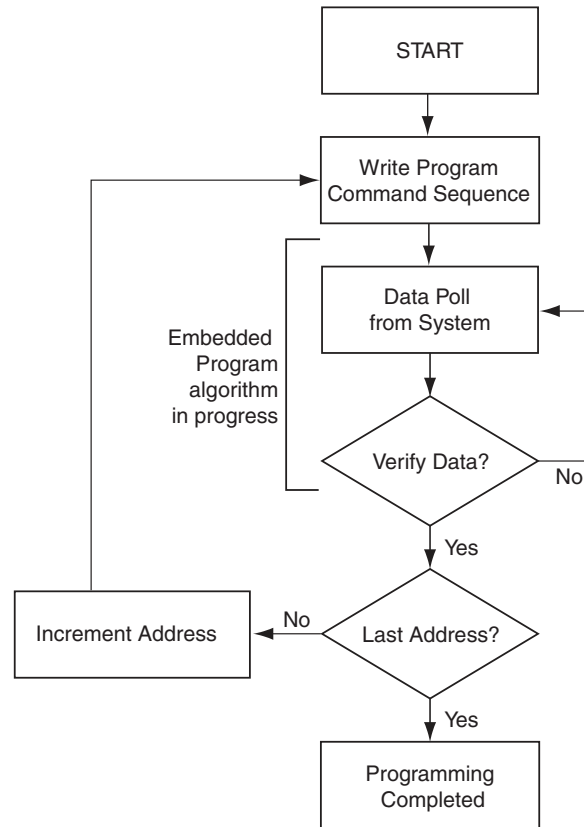 START
Write Program
Command Sequence
Data Poll
from System
Embedded
Program
algorithm
in progress
Verify Data?
No
Yes
No
Increment Address
Last Address?
Yes
Programming
Completed